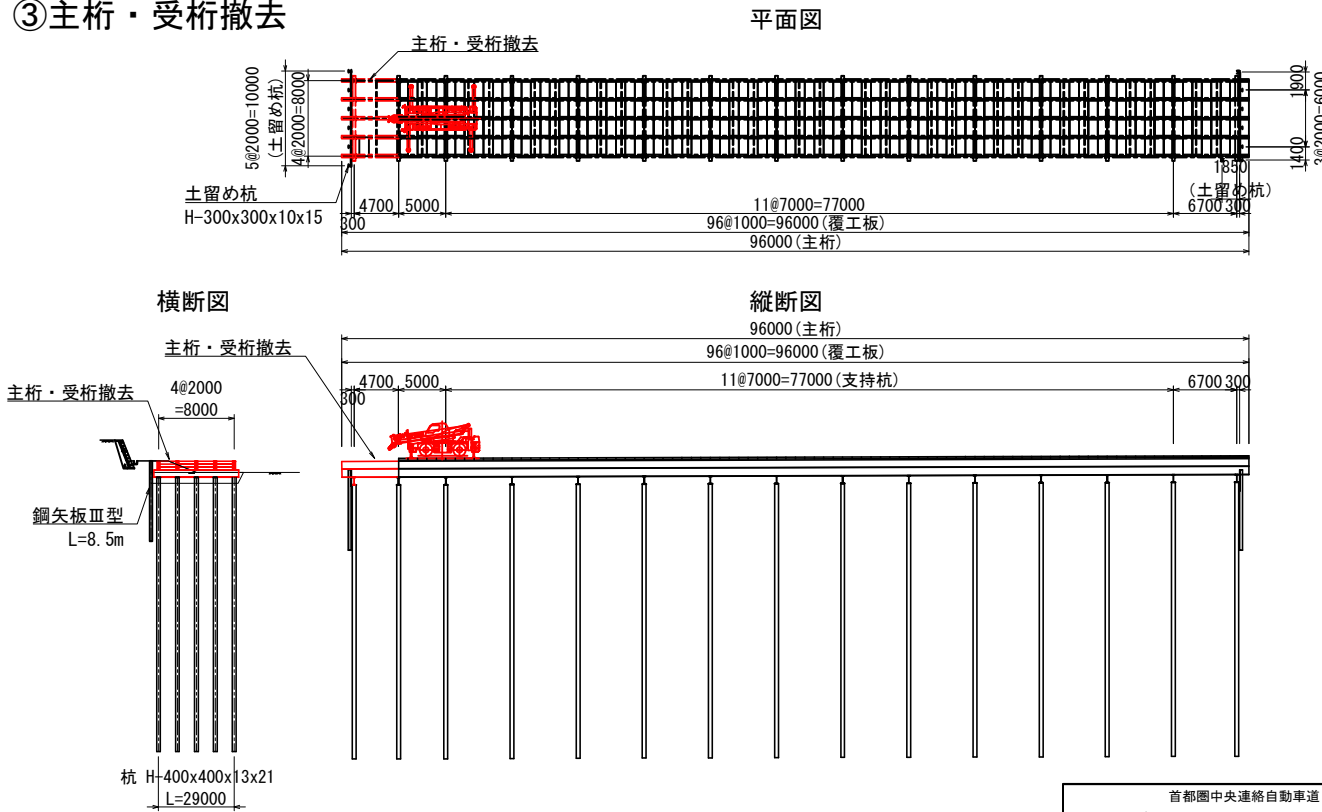 ③主桁・受桁撤去
平面図
主桁・受桁撤去
5@2000=10000
(土留め杭)
4@2000=8000
1900
3@2000=6000
1400
1850
(土留め杭)
土留め杭
H-300x300x10x15
300
4700
5000
11@7000=77000
6700
300
96@1000=96000(覆工板)
96000(主桁)
横断図
縦断図
主桁・受桁撤去
主桁・受桁撤去
4@2000
=8000
鋼矢板Ⅲ型
L=8.5m
杭 H-400x400x13x21
L=29000
96000(主桁)
96@1000=96000(覆工板)
300
4700
5000
11@7000=77000(支持杭)
6700
300
首都圏中央連絡自動車道